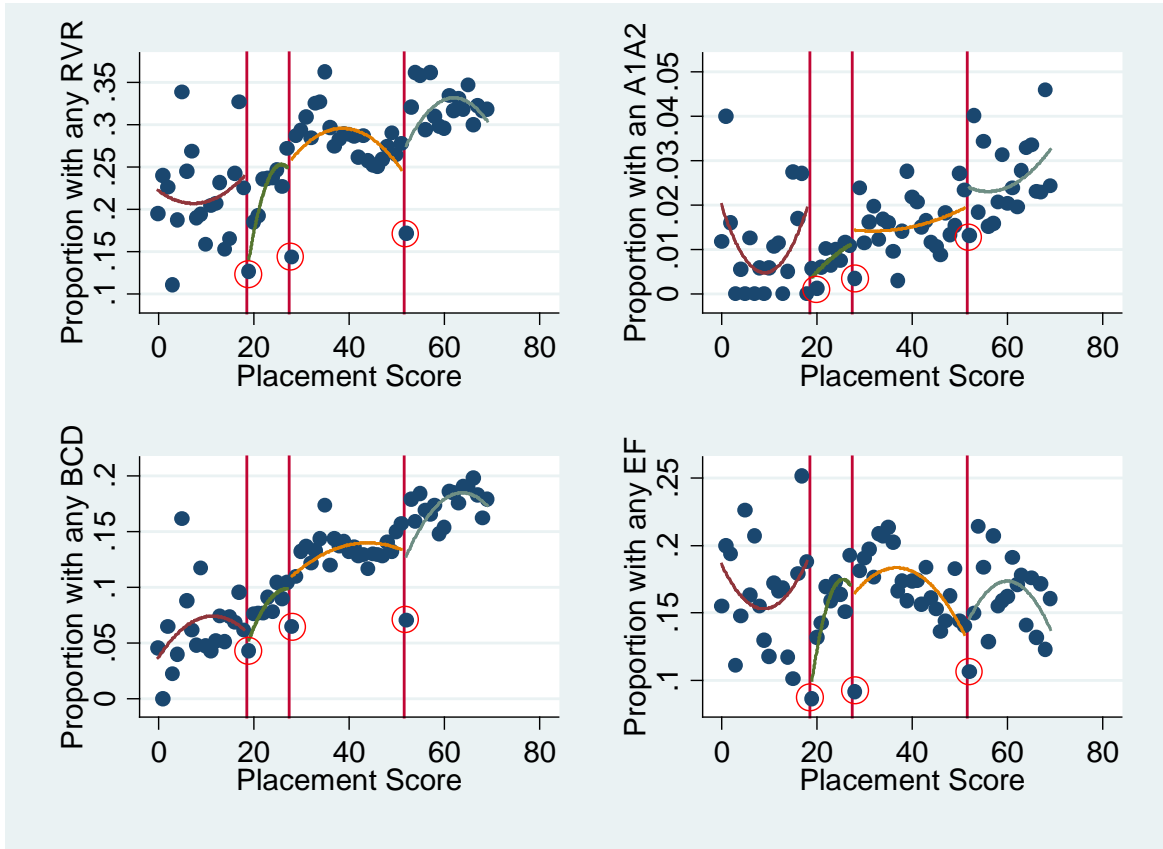 Proportion with any RVR
.35
.3
.25
.2
.15
.1
0 20 40 60 80
Placement Score
Proportion with an A1A2
.05
.04
.03
.02
.01
0
0 20 40 60 80
Placement Score
Proportion with any BCD
.2
.15
.1
.05
0
0 20 40 60 80
Placement Score
Proportion with any EF
.25
.2
.15
.1
0 20 40 60 80
Placement Score